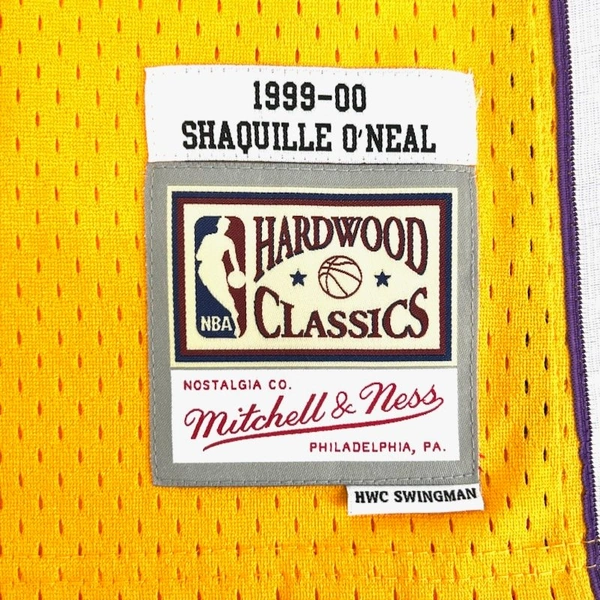 1999-00
SHAQUILLE O'NEAL
HARDWOOD
NBA
CLASSICS
NOSTALGIA CO.
Mitchell & Ness
PHILADELPHIA, PA.
HWC SWINGMAN